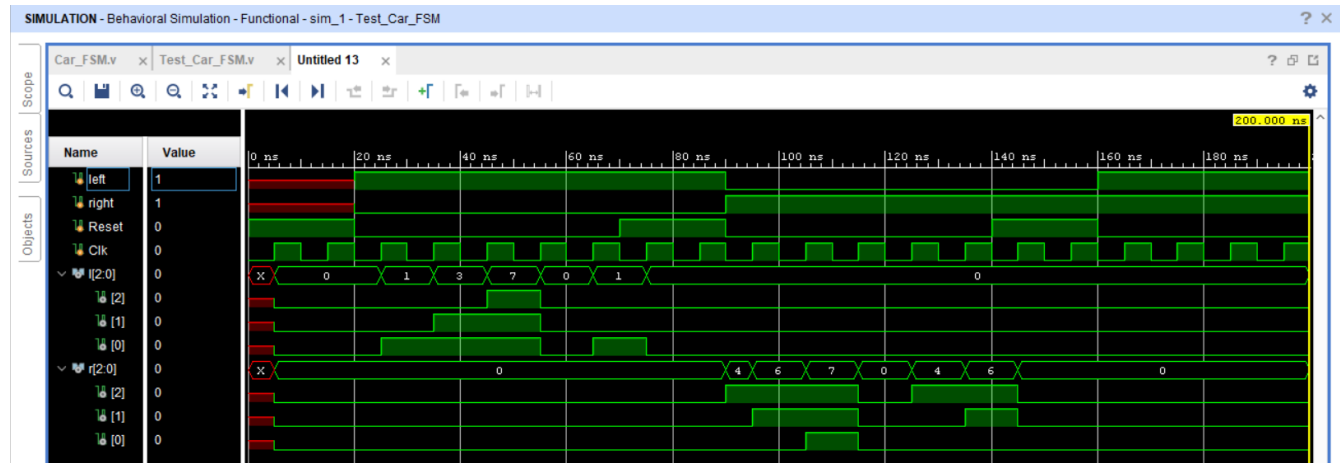 SIMULATION - Behavioral Simulation - Functional - sim_1 - Test_Car_FSM ?
Scope
Sources
Objects
Car_FSM.v Test_Car_FSM.v Untitled 13 ?
200.000 ns
Name Value 0 ns 20 ns 40 ns 60 ns 80 ns 100 ns 120 ns 140 ns 160 ns 180 ns
left 1
right 1
Reset 0
Clk 0
l[2:0] 0 X 0 1 3 7 0 1 0
[2] 0
[1] 0
[0] 0
r[2:0] 0 X 0 4 6 7 0 4 6 0
[2] 0
[1] 0
[0] 0